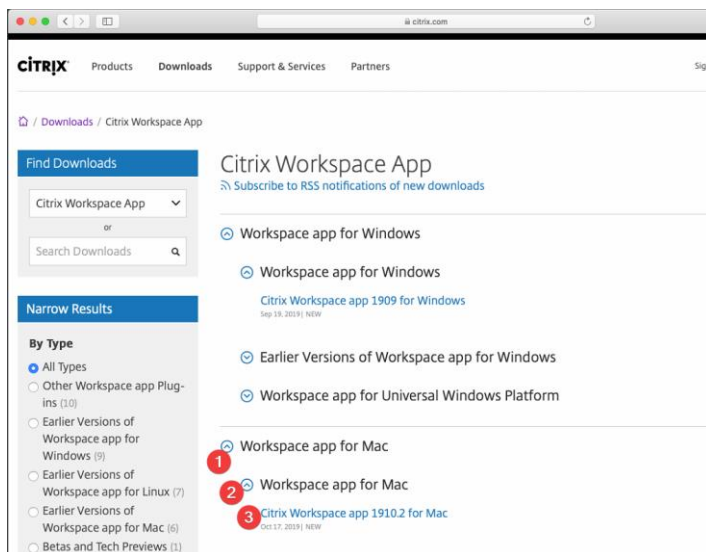 citrix.com
CİTRIX
Products Downloads Support & Services Partners
Sig
/ Downloads / Citrix Workspace App
Find Downloads
Citrix Workspace App
or
Search Downloads
Narrow Results
By Type
All Types
Other Workspace app Plug-
ins (10)
Earlier Versions of
Workspace app for
Windows (9)
Earlier Versions of
Workspace app for Linux (7)
Earlier Versions of
Workspace app for Mac (6)
Betas and Tech Previews (1)
Citrix Workspace App
Subscribe to RSS notifications of new downloads
Workspace app for Windows
Workspace app for Windows
Citrix Workspace app 1909 for Windows
Sep 19, 2019 | NEW
Earlier Versions of Workspace app for Windows
Workspace app for Universal Windows Platform
Workspace app for Mac
1
Workspace app for Mac
2
3 Citrix Workspace app 1910.2 for Mac
Oct 17, 2019 | NEW